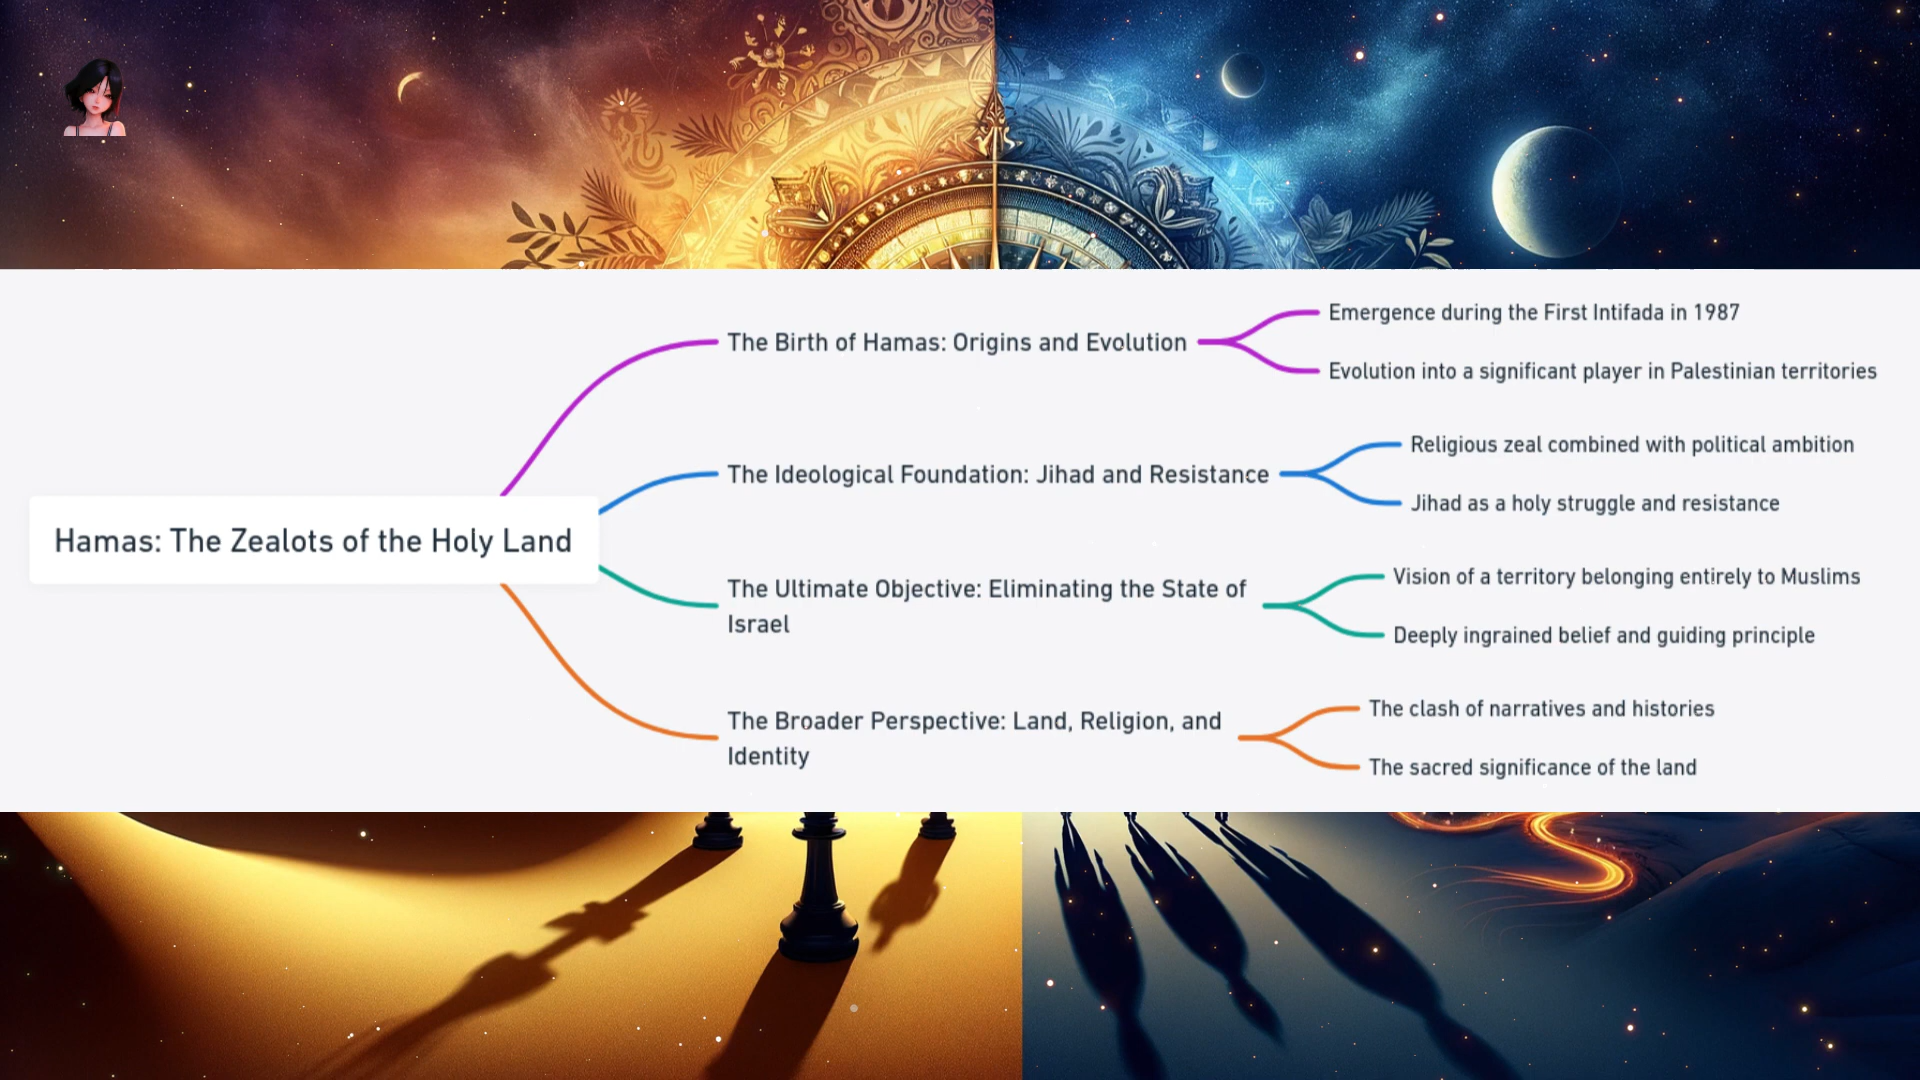 Hamas: The Zealots of the Holy Land
The Birth of Hamas: Origins and Evolution
Emergence during the First Intifada in 1987
Evolution into a significant player in Palestinian territories
The Ideological Foundation: Jihad and Resistance
Religious zeal combined with political ambition
Jihad as a holy struggle and resistance
The Ultimate Objective: Eliminating the State of
Israel
Vision of a territory belonging entirely to Muslims
Deeply ingrained belief and guiding principle
The Broader Perspective: Land, Religion, and
Identity
The clash of narratives and histories
The sacred significance of the land